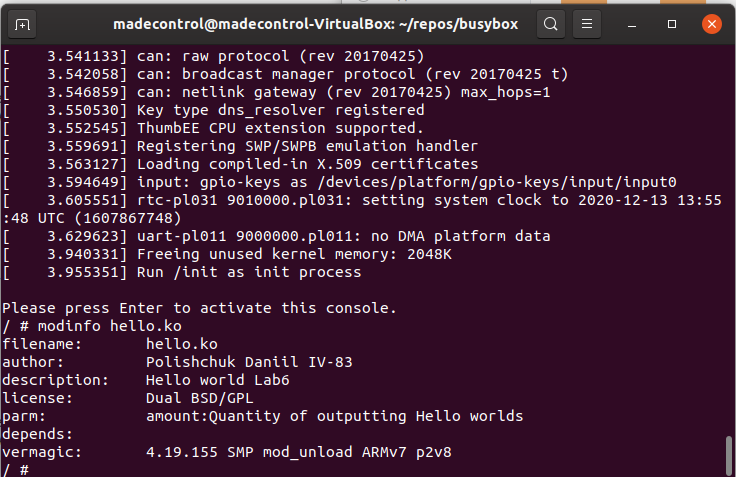 madecontrol@madecontrol-VirtualBox: ~/repos/busybox
[    3.541133] can: raw protocol (rev 20170425)
[    3.542058] can: broadcast manager protocol (rev 20170425 t)
[    3.546859] can: netlink gateway (rev 20170425) max_hops=1
[    3.550530] Key type dns_resolver registered
[    3.552545] ThumbEE CPU extension supported.
[    3.559691] Registering SWP/SWPB emulation handler
[    3.563127] Loading compiled-in X.509 certificates
[    3.594649] input: gpio-keys as /devices/platform/gpio-keys/input/input0
[    3.605551] rtc-pl031 9010000.pl031: setting system clock to 2020-12-13 13:55
:48 UTC (1607867748)
[    3.629623] uart-pl011 9000000.pl011: no DMA platform data
[    3.940331] Freeing unused kernel memory: 2048K
[    3.955351] Run /init as init process

Please press Enter to activate this console.
/ # modinfo hello.ko
filename:       hello.ko
author:         Polishchuk Daniil IV-83
description:    Hello world Lab6
license:        Dual BSD/GPL
parm:           amount:Quantity of outputting Hello worlds
depends:
vermagic:       4.19.155 SMP mod_unload ARMv7 p2v8
/ #